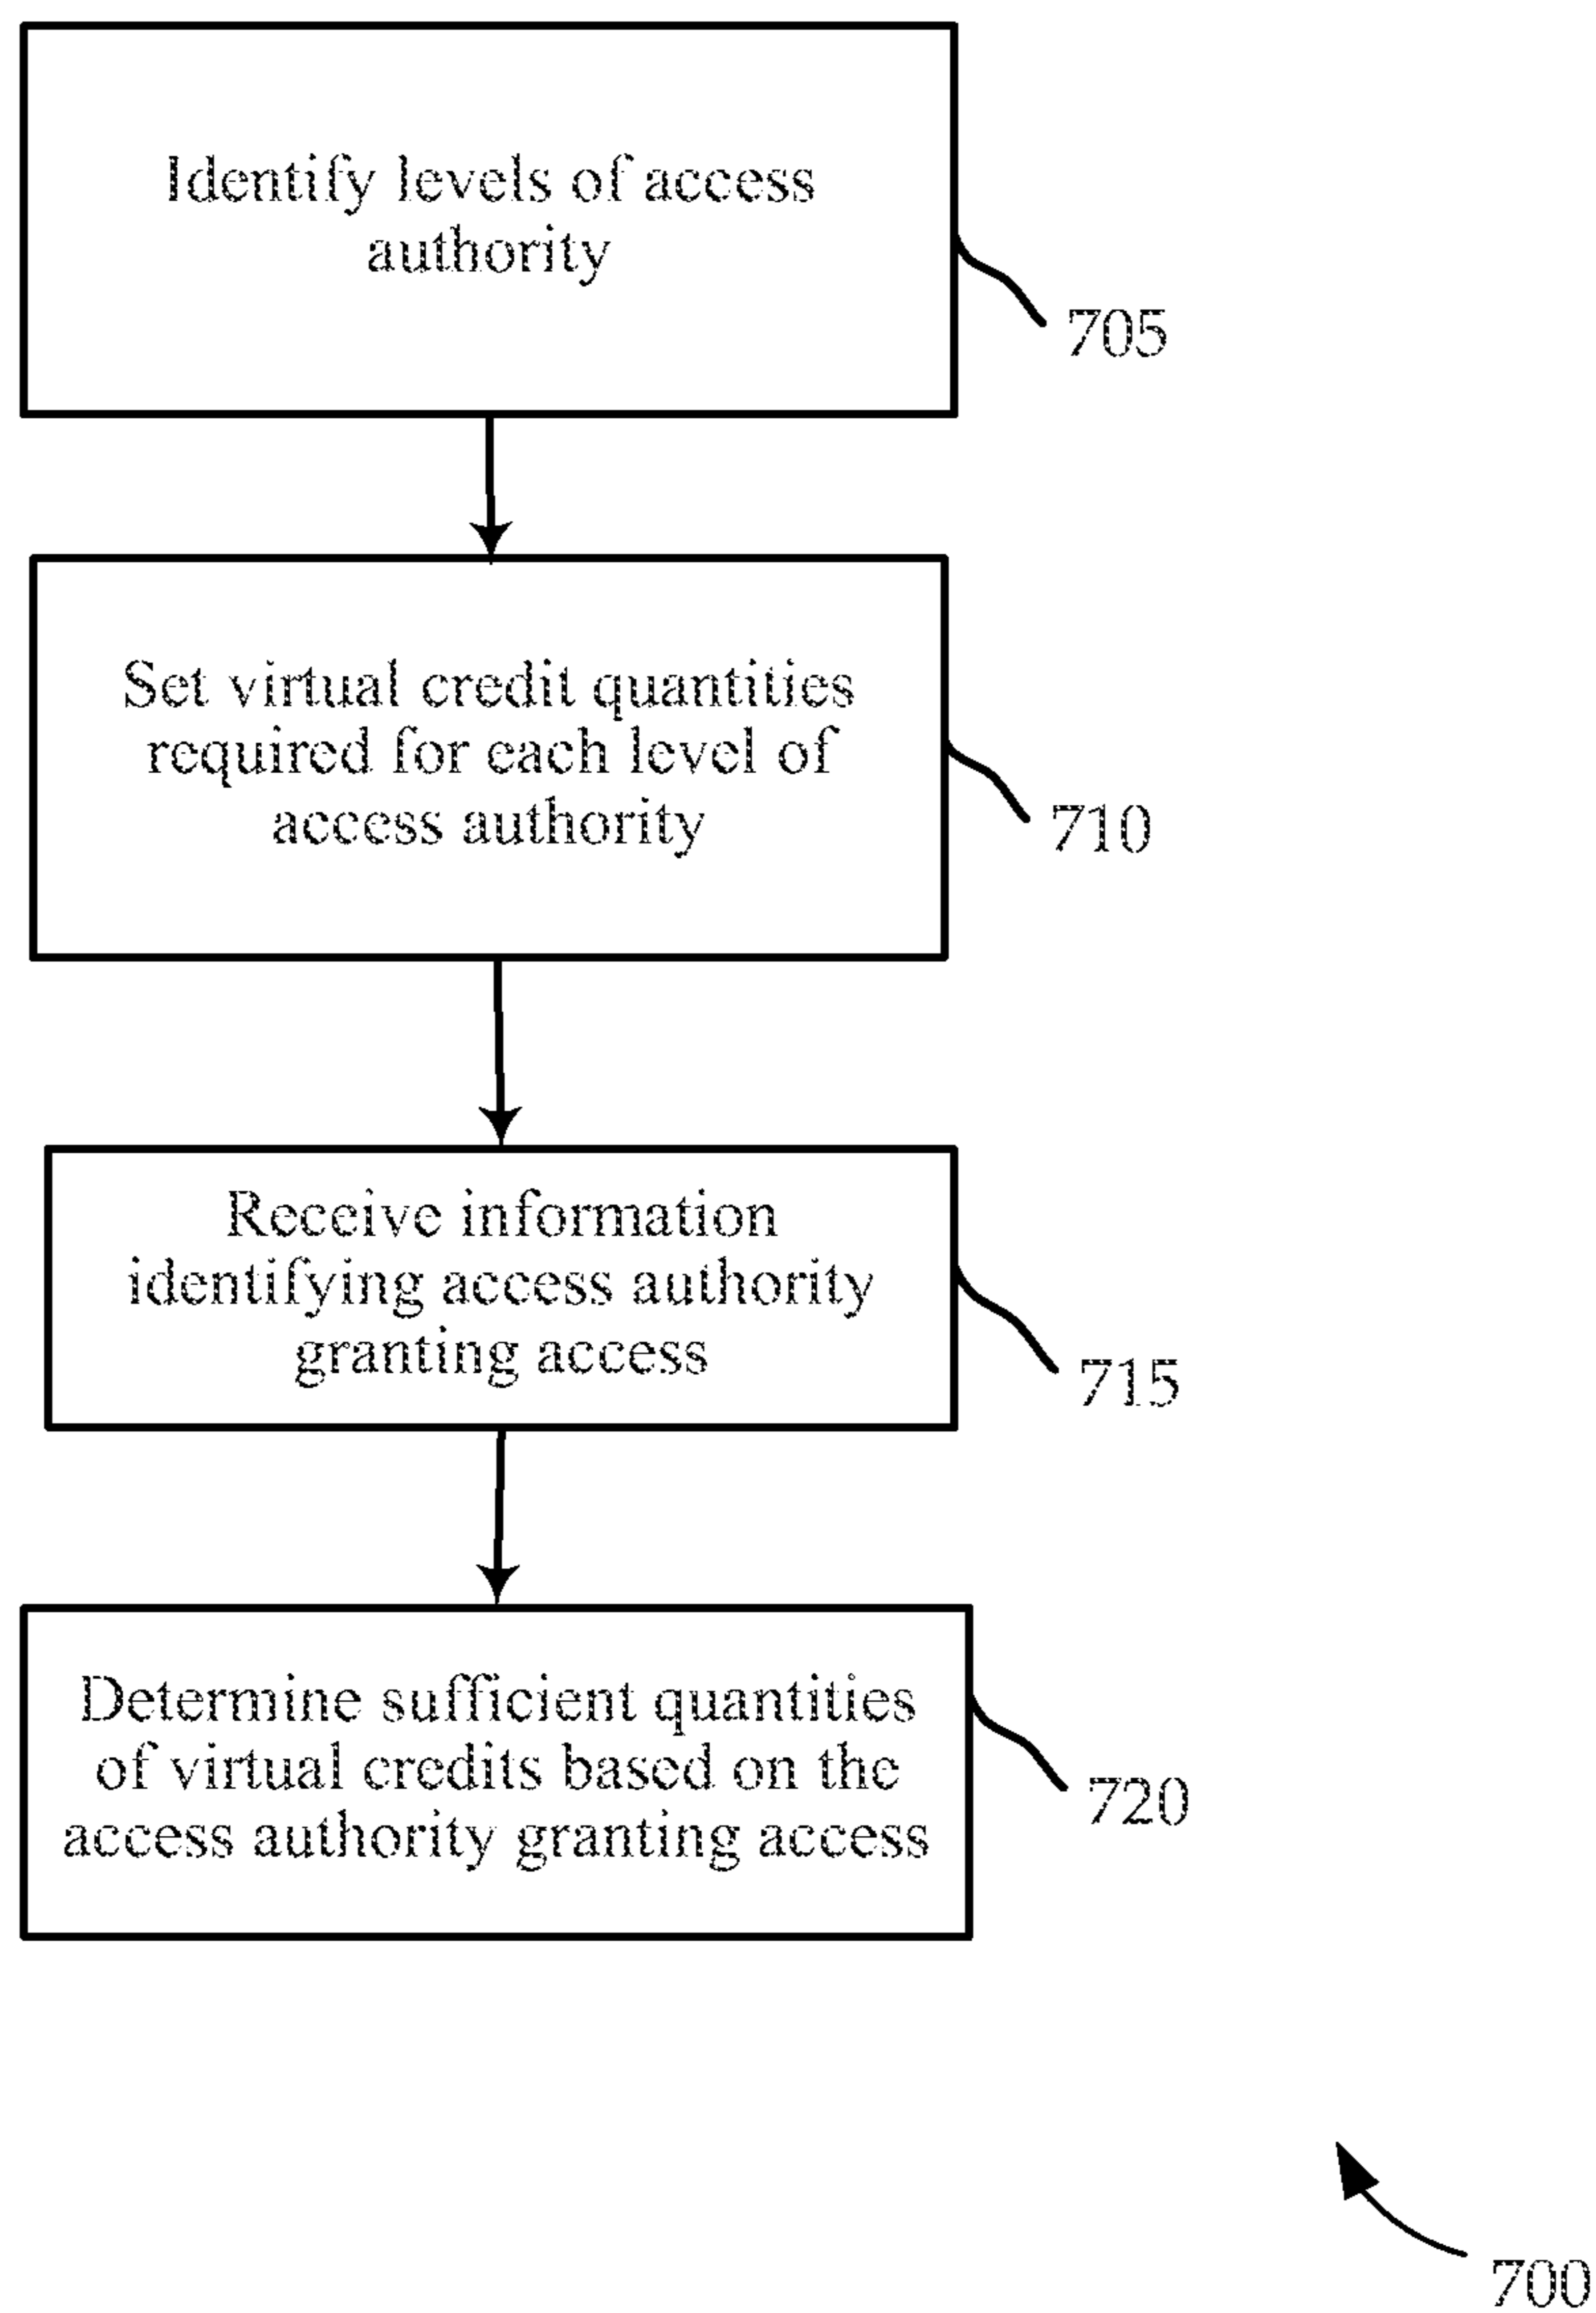 Identify levels of access
authority
705
Set virtual credit quantities
required for each level of
access authority
710
Receive information
identifying access authority
granting access
715
Determine sufficient quantities
of virtual credits based on the
access authority granting access
720
700